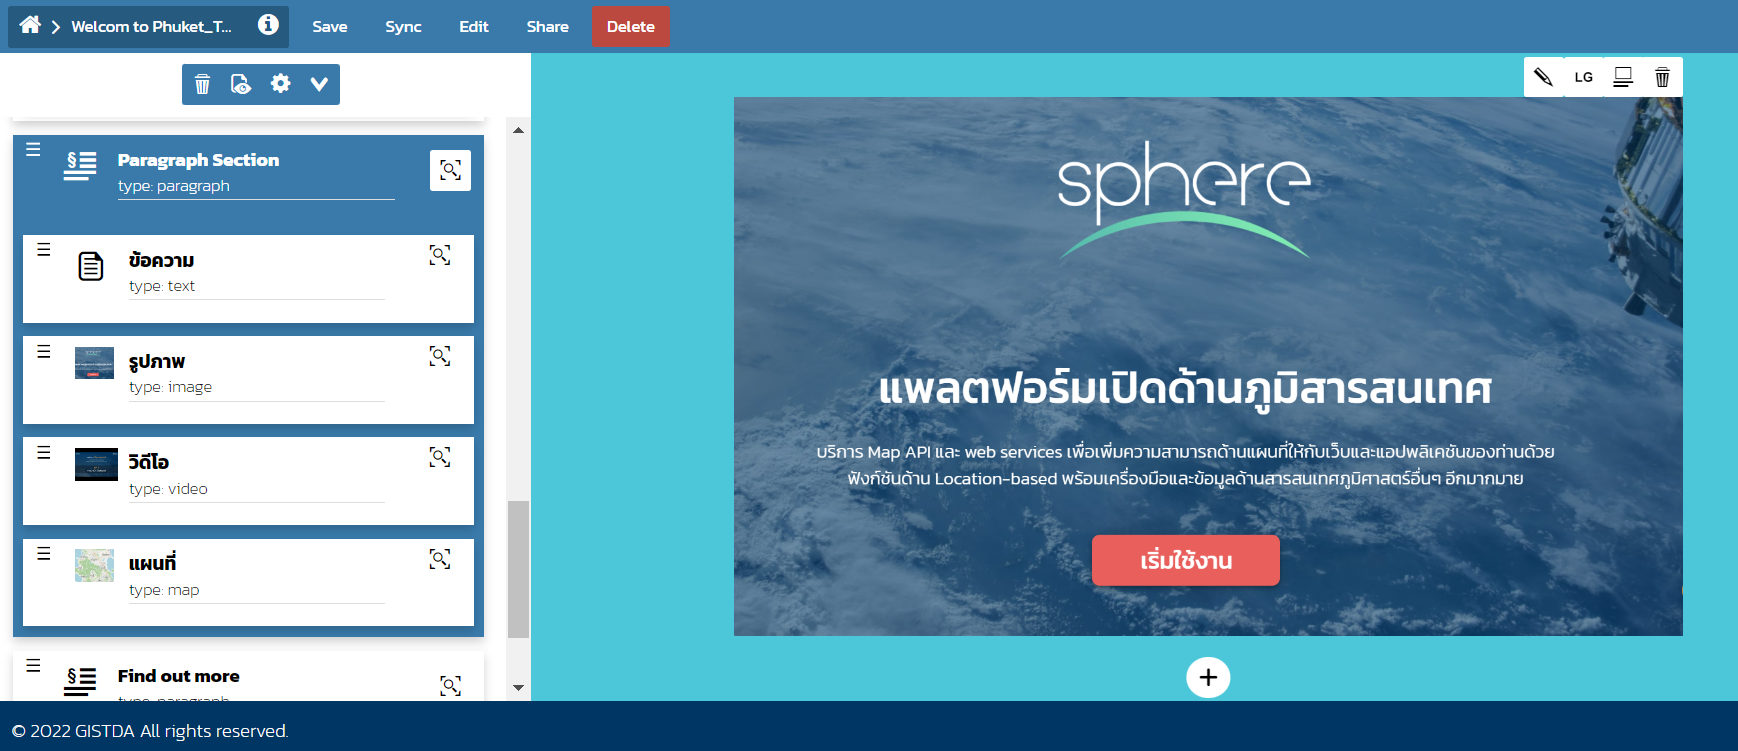 Welcom to Phuket_T...
Save
Sync
Edit
Share
Delete
Paragraph Section
type: paragraph
ข้อความ
type: text
รูปภาพ
type: image
วิดีโอ
type: video
แผนที่
type: map
Find out more
type: paragraph
LG
sphere
แพลตฟอร์มเปิดด้านภูมิสารสนเทศ
บริการ Map API และ web services เพื่อเพิ่มความสามารถด้านแผนที่ให้กับเว็บและแอปพลิเคชันของท่านด้วย
ฟังก์ชันด้าน Location-based พร้อมเครื่องมือและข้อมูลด้านสารสนเทศภูมิศาสตร์อื่นๆ อีกมากมาย
เริ่มใช้งาน
© 2022 GISTDA All rights reserved.